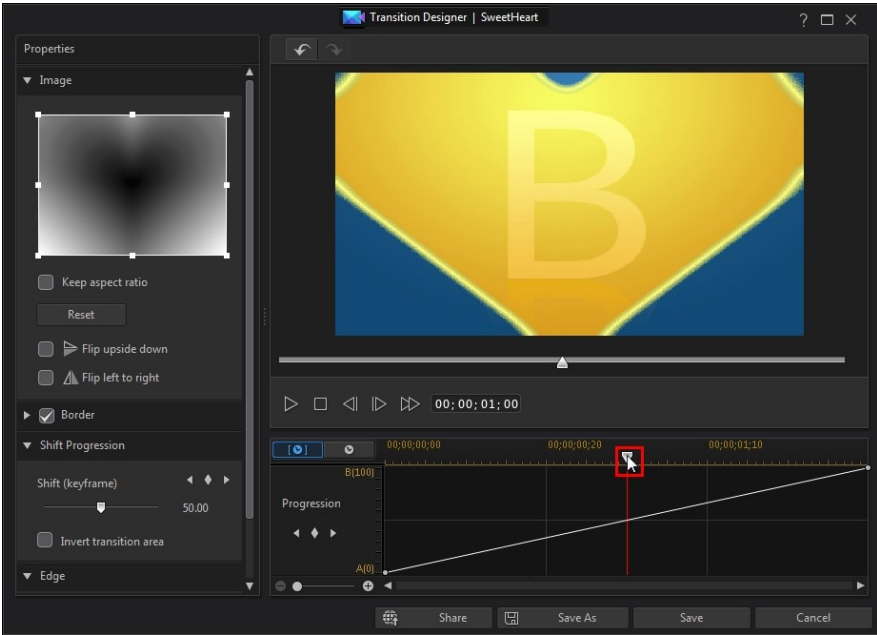 Transition Designer | SweetHeart
?
Properties
Image
Keep aspect ratio
Reset
Flip upside down
Flip left to right
Border
Shift Progression
Shift (keyframe)
50.00
Invert transition area
Edge
B
00;00;01;00
00;00;00;00
00;00;00;20
00;00;01;10
B(100)
Progression
A(0)
Share
Save As
Save
Cancel